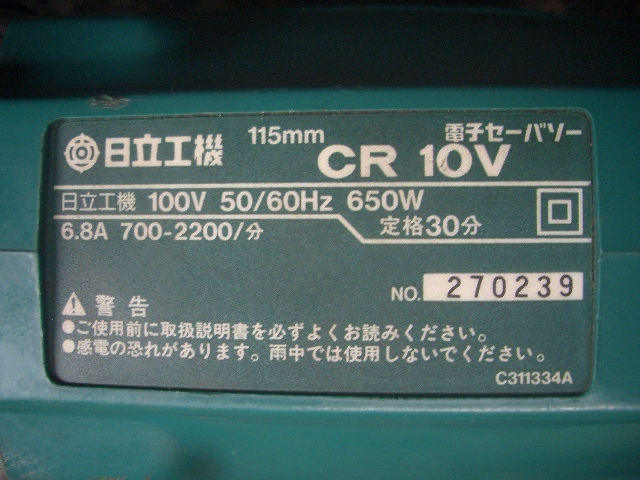 日立工機 115mm 電子セーバソー
CR 10V
日立工機 100V 50/60Hz 650W
6.8A 700-2200/分 定格30分
NO. 270239
警告
●ご使用前に取扱説明書を必ずよくお読みください。
●感電の恐れがあります。雨中では使用しないでください。
C311334A